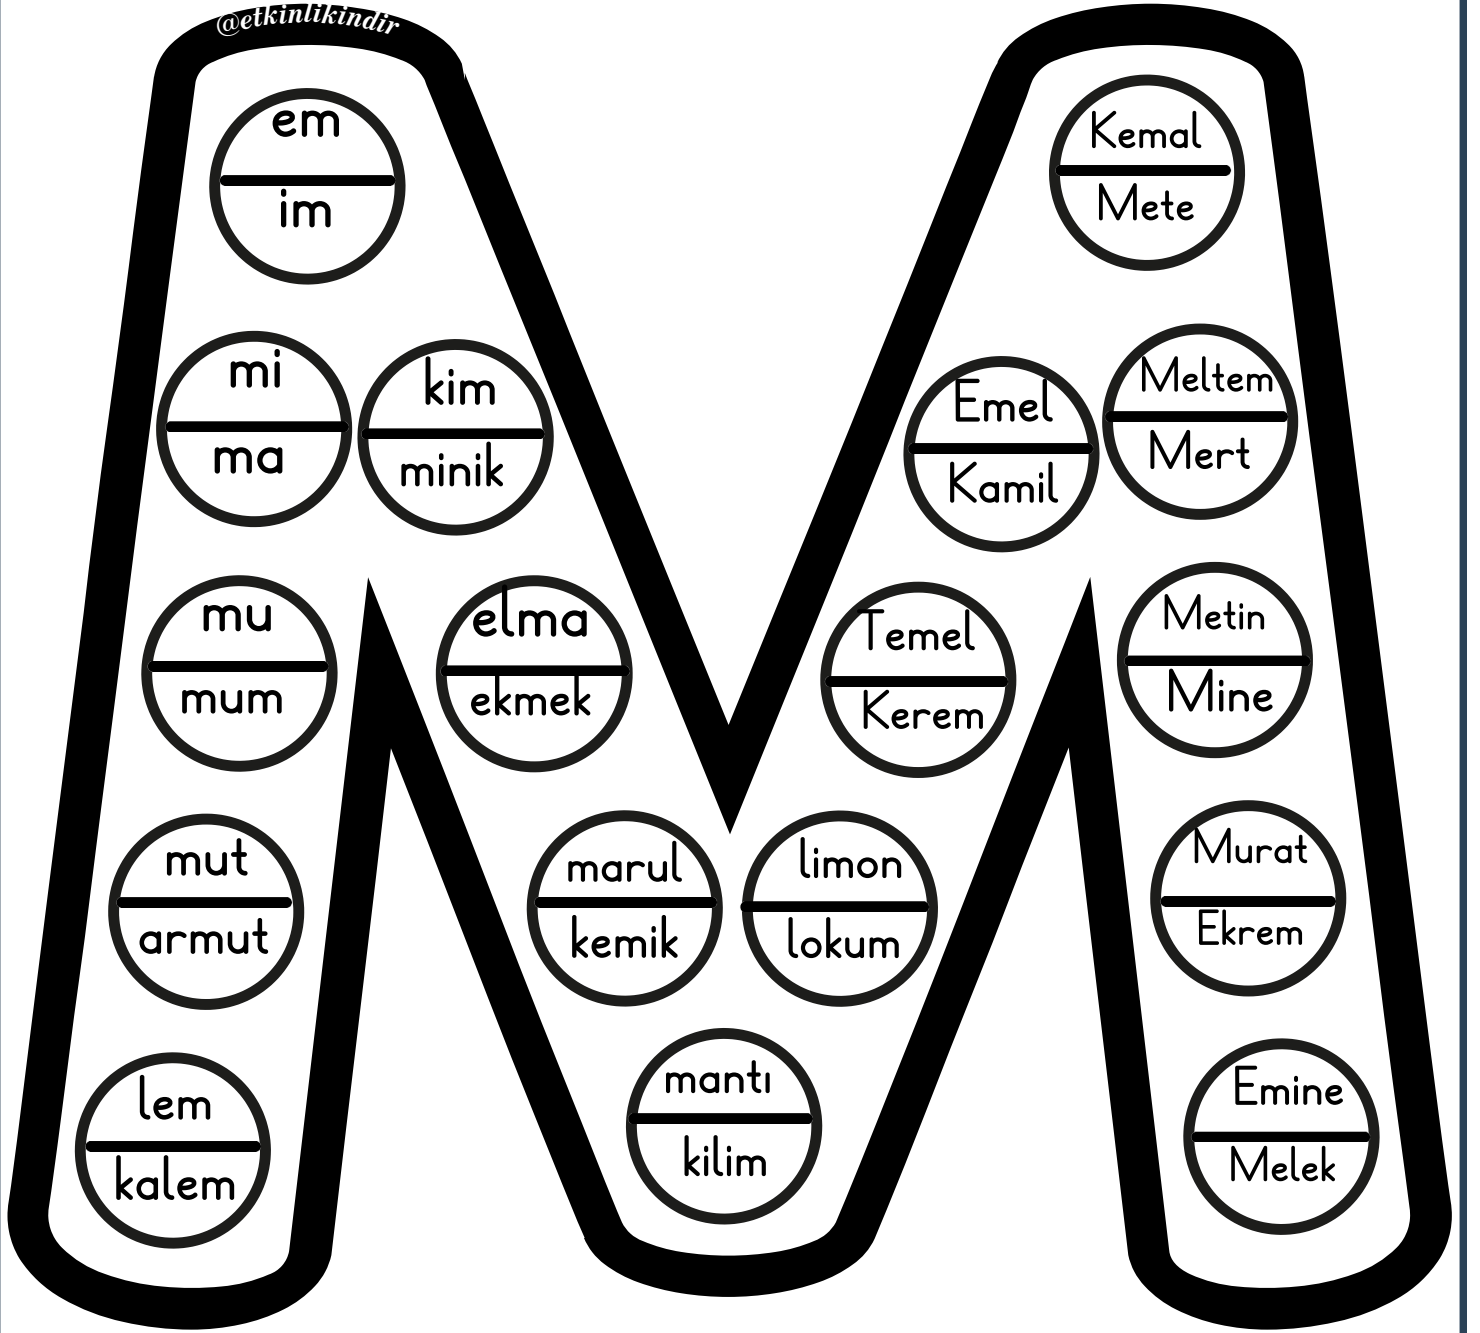 @etkinlikindir
em
im
Kemal
Mete
mi
ma
kim
minik
Emel
Kamil
Meltem
Mert
mu
mum
elma
ekmek
Temel
Kerem
Metin
Mine
mut
armut
marul
kemik
limon
lokum
Murat
Ekrem
lem
kalem
mantı
kilim
Emine
Melek